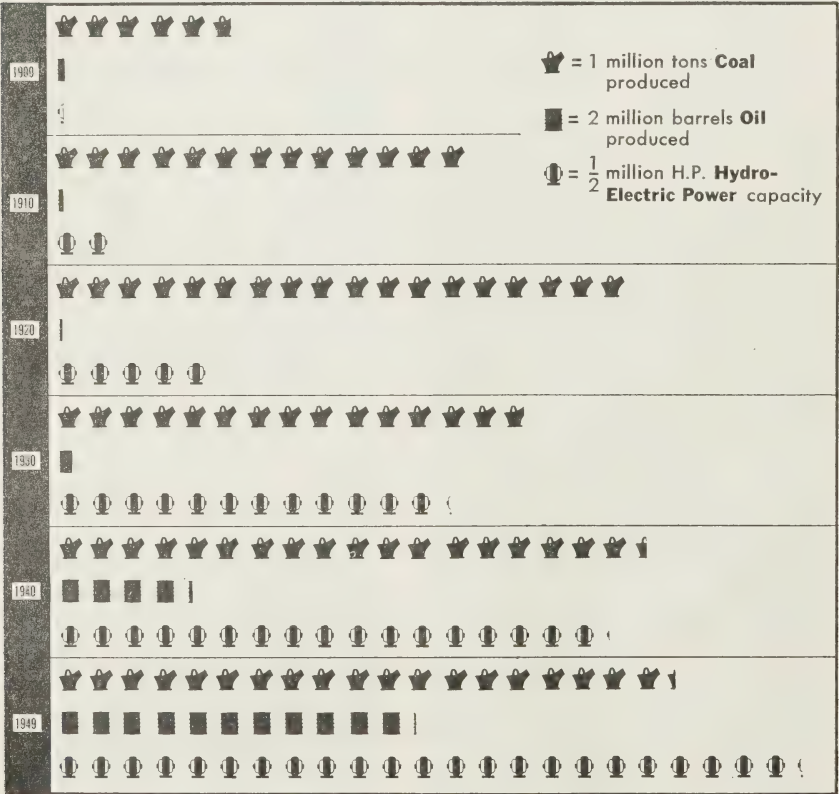 1900
= 1 million tons Coal
produced
= 2 million barrels Oil
produced
= 1/2 million H.P. Hydro-
Electric Power capacity
1910
1920
1930
1940
1949